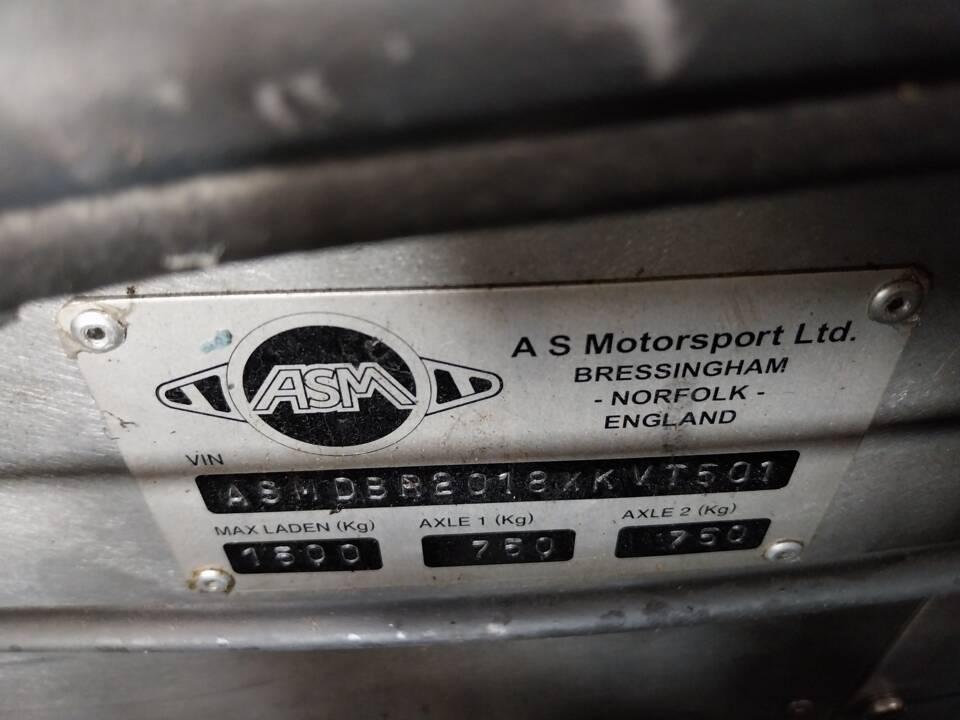 ASM
A S Motorsport Ltd.
BRESSINGHAM
- NORFOLK -
ENGLAND
VIN
ASMDBR2018XKVT501
MAX LADEN (Kg)
1500
AXLE 1 (Kg)
750
AXLE 2 (Kg)
750